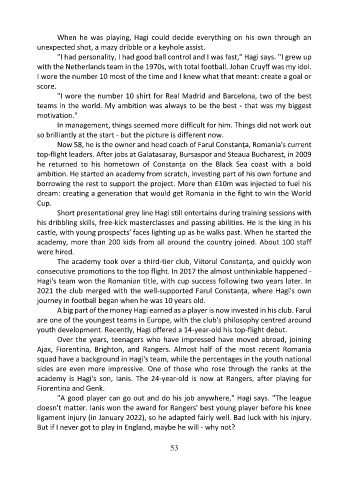 When he was playing, Hagi could decide everything on his own through an
unexpected shot, a mazy dribble or a keyhole assist.
"I had personality, I had good ball control and I was fast," Hagi says. "I grew up
with the Netherlands team in the 1970s, with total football. Johan Cruyff was my idol.
I wore the number 10 most of the time and I knew what that meant: create a goal or
score.
"I wore the number 10 shirt for Real Madrid and Barcelona, two of the best
teams in the world. My ambition was always to be the best - that was my biggest
motivation."
In management, things seemed more difficult for him. Things did not work out
so brilliantly at the start - but the picture is different now.
Now 58, he is the owner and head coach of Farul Constanța, Romania's current
top-flight leaders. After jobs at Galatasaray, Bursaspor and Steaua Bucharest, in 2009
he returned to his hometown of Constanța on the Black Sea coast with a bold
ambition. He started an academy from scratch, investing part of his own fortune and
borrowing the rest to support the project. More than £10m was injected to fuel his
dream: creating a generation that would get Romania in the fight to win the World
Cup.
Short presentational grey line Hagi still entertains during training sessions with
his dribbling skills, free-kick masterclasses and passing abilities. He is the king in his
castle, with young prospects' faces lighting up as he walks past. When he started the
academy, more than 200 kids from all around the country joined. About 100 staff
were hired.
The academy took over a third-tier club, Viitorul Constanța, and quickly won
consecutive promotions to the top flight. In 2017 the almost unthinkable happened -
Hagi's team won the Romanian title, with cup success following two years later. In
2021 the club merged with the well-supported Farul Constanța, where Hagi's own
journey in football began when he was 10 years old.
A big part of the money Hagi earned as a player is now invested in his club. Farul
are one of the youngest teams in Europe, with the club's philosophy centred around
youth development. Recently, Hagi offered a 14-year-old his top-flight debut.
Over the years, teenagers who have impressed have moved abroad, joining
Ajax, Fiorentina, Brighton, and Rangers. Almost half of the most recent Romania
squad have a background in Hagi's team, while the percentages in the youth national
sides are even more impressive. One of those who rose through the ranks at the
academy is Hagi's son, Ianis. The 24-year-old is now at Rangers, after playing for
Fiorentina and Genk.
"A good player can go out and do his job anywhere," Hagi says. "The league
doesn't matter. Ianis won the award for Rangers' best young player before his knee
ligament injury (in January 2022), so he adapted fairly well. Bad luck with his injury.
But if I never got to play in England, maybe he will - why not?
53